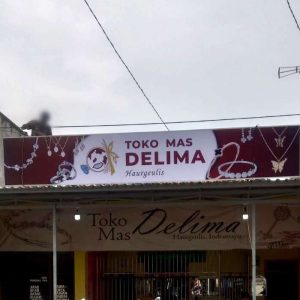 TOKO MAS
DELIMA
Haurgeulis
Toko
Mas
Delima
Haurgeulis, Indramayu